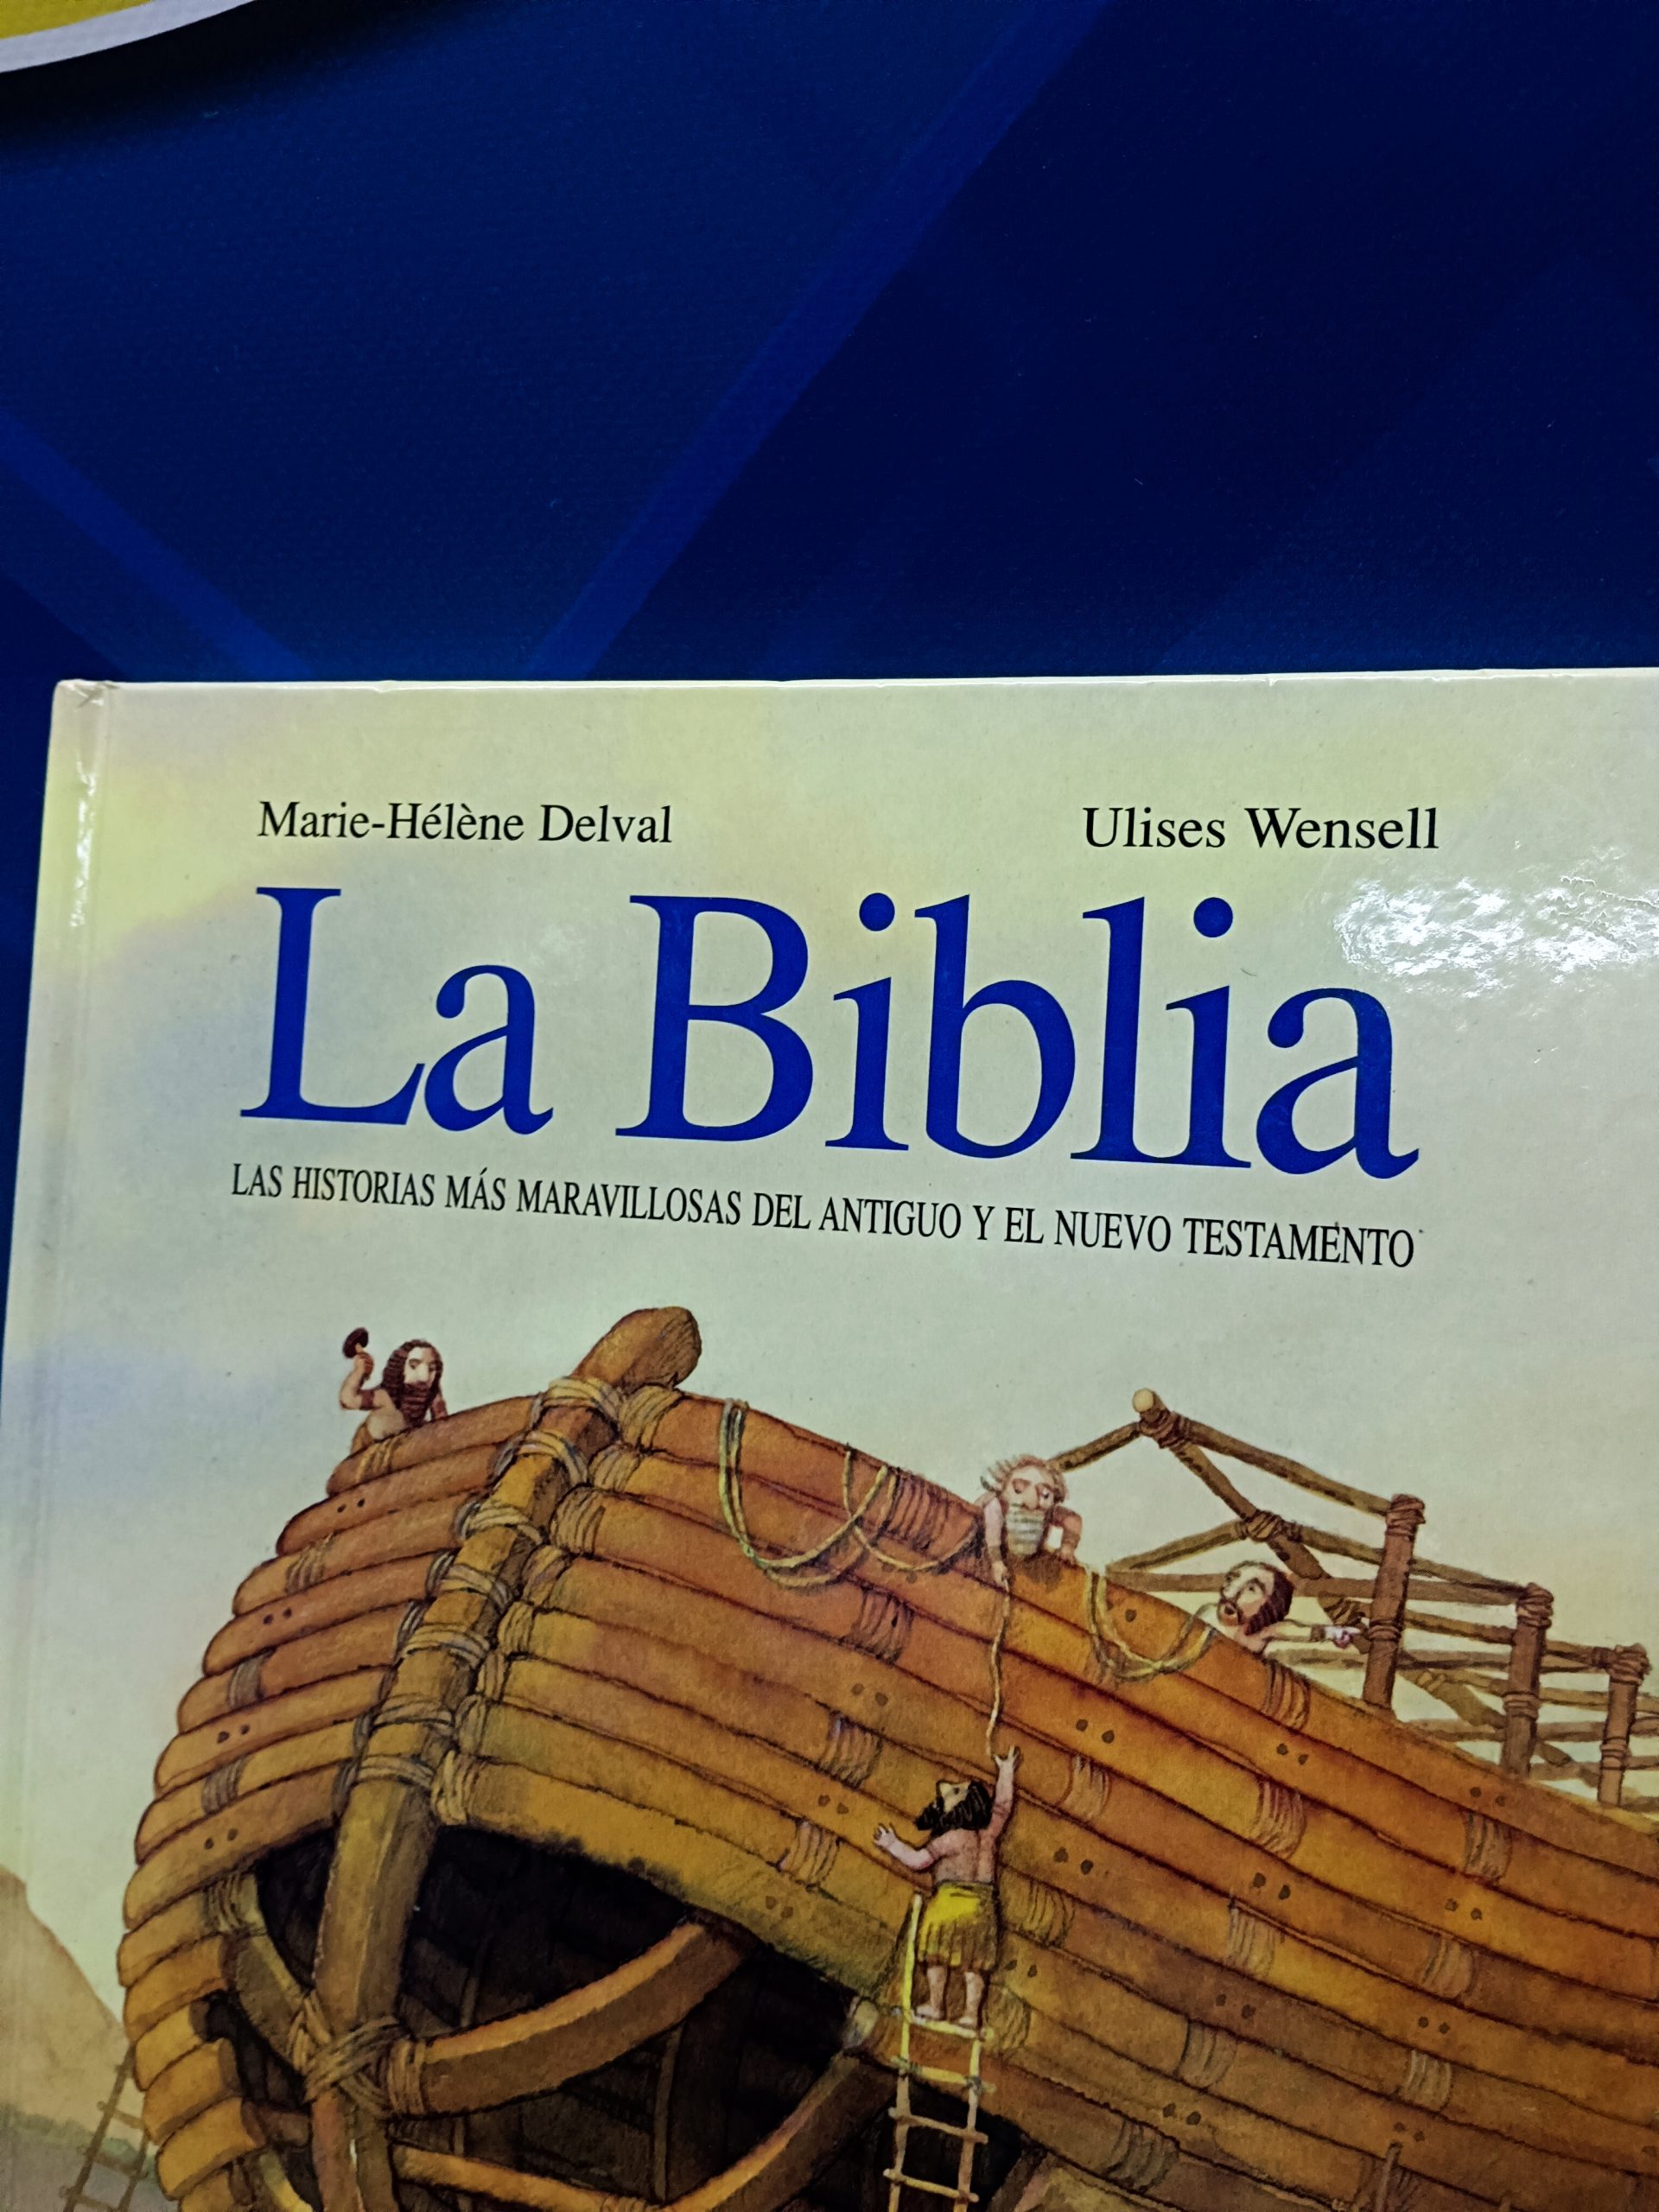 Marie-Hélène Delval
Ulises Wensell
La Biblia
LAS HISTORIAS MÁS MARAVILLOSAS DEL ANTIGUO Y EL NUEVO TESTAMENTO